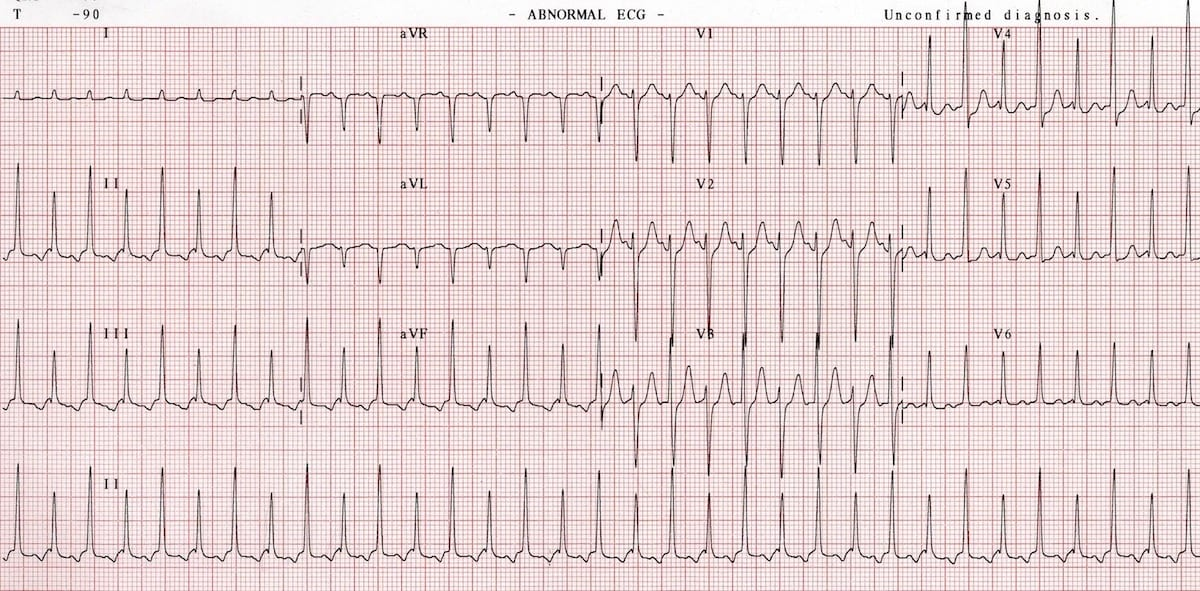 T -90 - ABNORMAL ECG - Unconfirmed diagnosis.
I aVR V1 V4
II aVL V2 V5
III aVF V3 V6
II